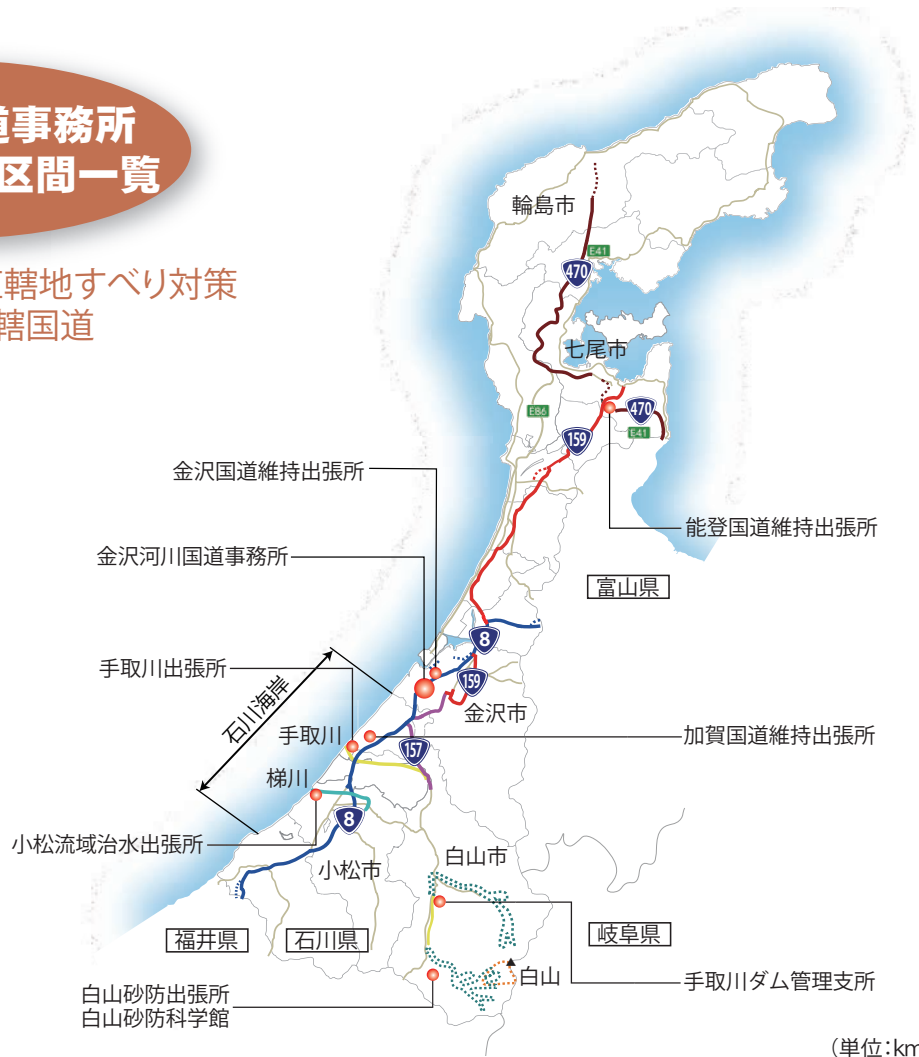 道事務所
区間一覧
直轄地すべり対策
轄国道
輪島市
E41
470
七尾市
E86
470
159
E41
金沢国道維持出張所
能登国道維持出張所
金沢河川国道事務所
富山県
8
手取川出張所
159
石川海岸
金沢市
手取川
加賀国道維持出張所
157
梯川
8
小松流域治水出張所
小松市
白山市
福井県
石川県
岐阜県
白山
手取川ダム管理支所
白山砂防出張所
白山砂防科学館
（単位:km